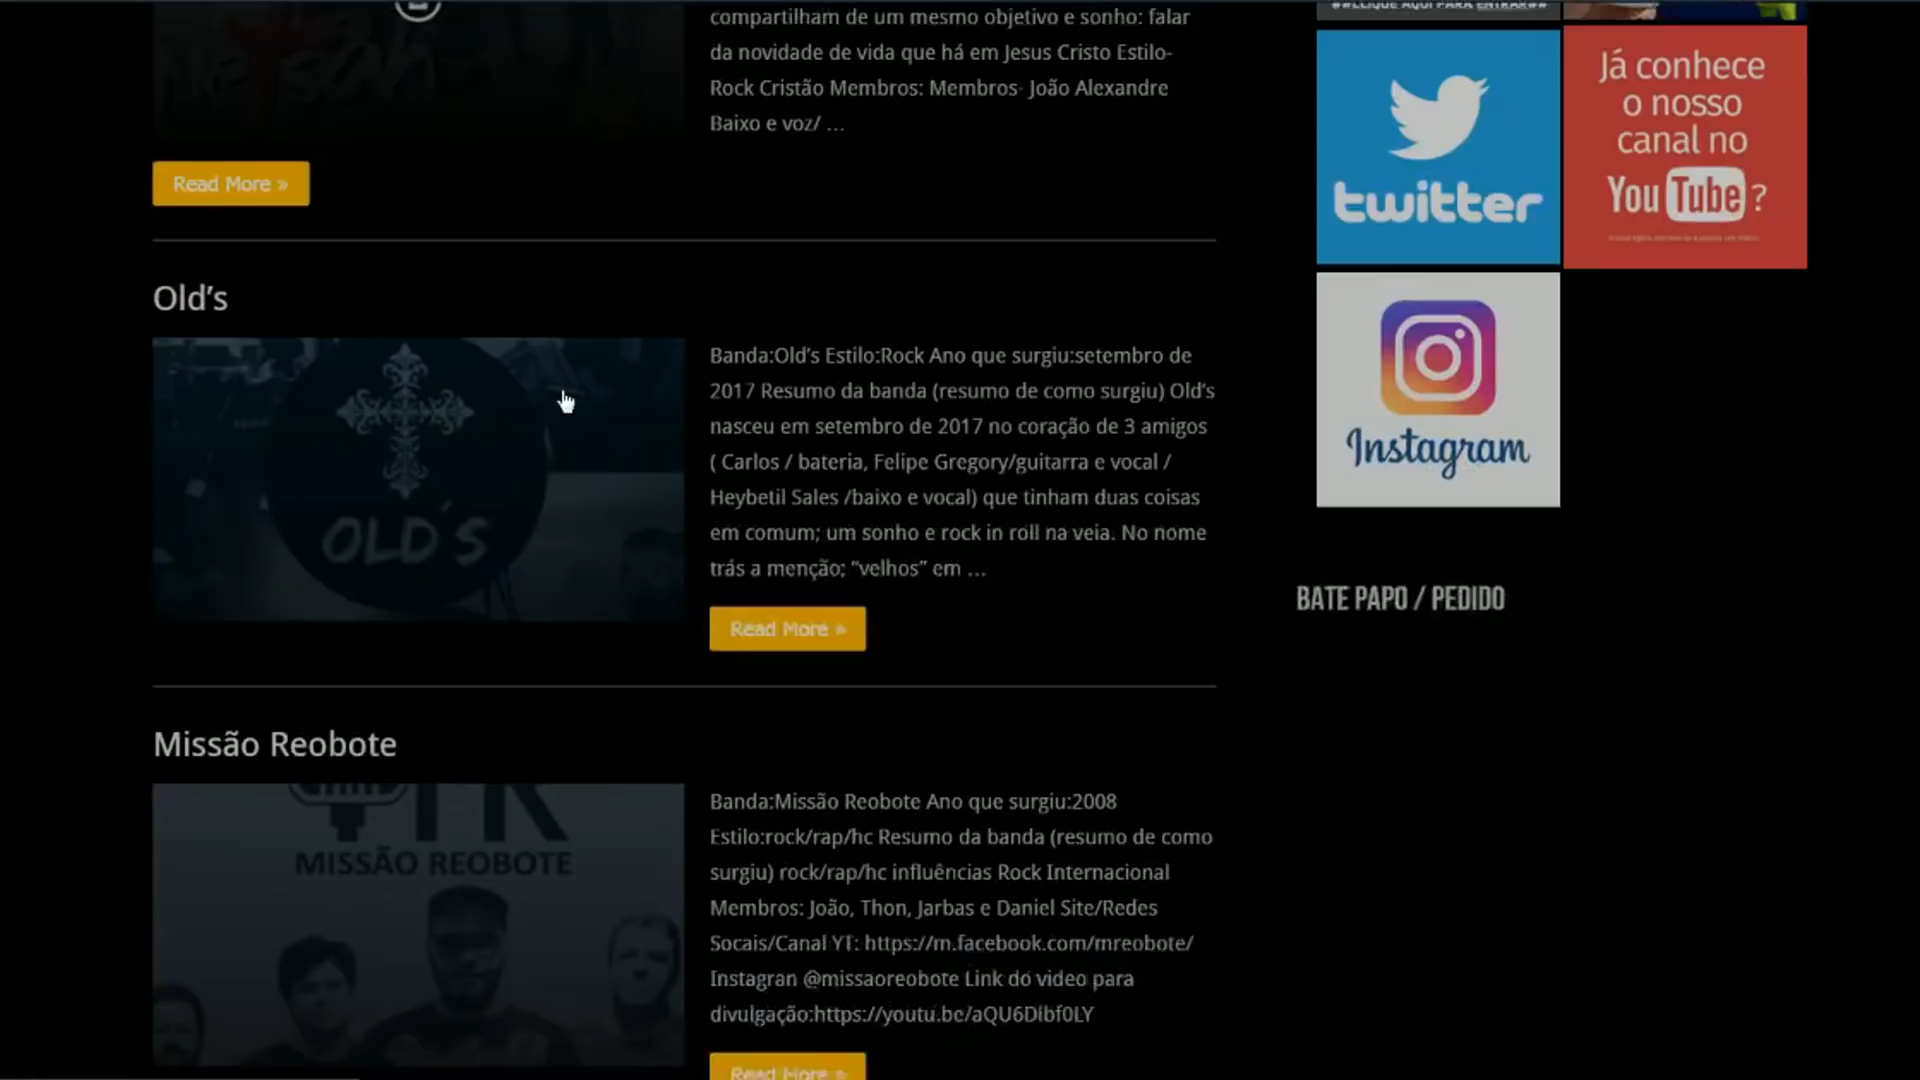 compartilham de um mesmo objetivo e sonho: falar
da novidade de vida que há em Jesus Cristo Estilo-
Rock Cristão Membros: Membros- João Alexandre
Baixo e voz/ …
Read More »
Old’s
OLD´S
Banda:Old’s Estilo:Rock Ano que surgiu:setembro de
2017 Resumo da banda (resumo de como surgiu) Old’s
nasceu em setembro de 2017 no coração de 3 amigos
( Carlos / bateria, Felipe Gregory/guitarra e vocal /
Heybetil Sales /baixo e vocal) que tinham duas coisas
em comum; um sonho e rock in roll na veia. No nome
trás a menção; “velhos” em …
Read More »
Missão Reobote
MISSÃO REOBOTE
Banda:Missão Reobote Ano que surgiu:2008
Estilo:rock/rap/hc Resumo da banda (resumo de como
surgiu) rock/rap/hc influências Rock Internacional
Membros: João, Thon, Jarbas e Daniel Site/Redes
Socais/Canal YT: https://m.facebook.com/mreobote/
Instagran @missaoreobote Link do video para
divulgação:https://youtu.be/aQU6Dlbf0LY
Read More »
##CLIQUE AQUI PARA ENTRAR##
twitter
Já conhece
o nosso
canal no
YouTube?
Instagram
BATE PAPO / PEDIDO